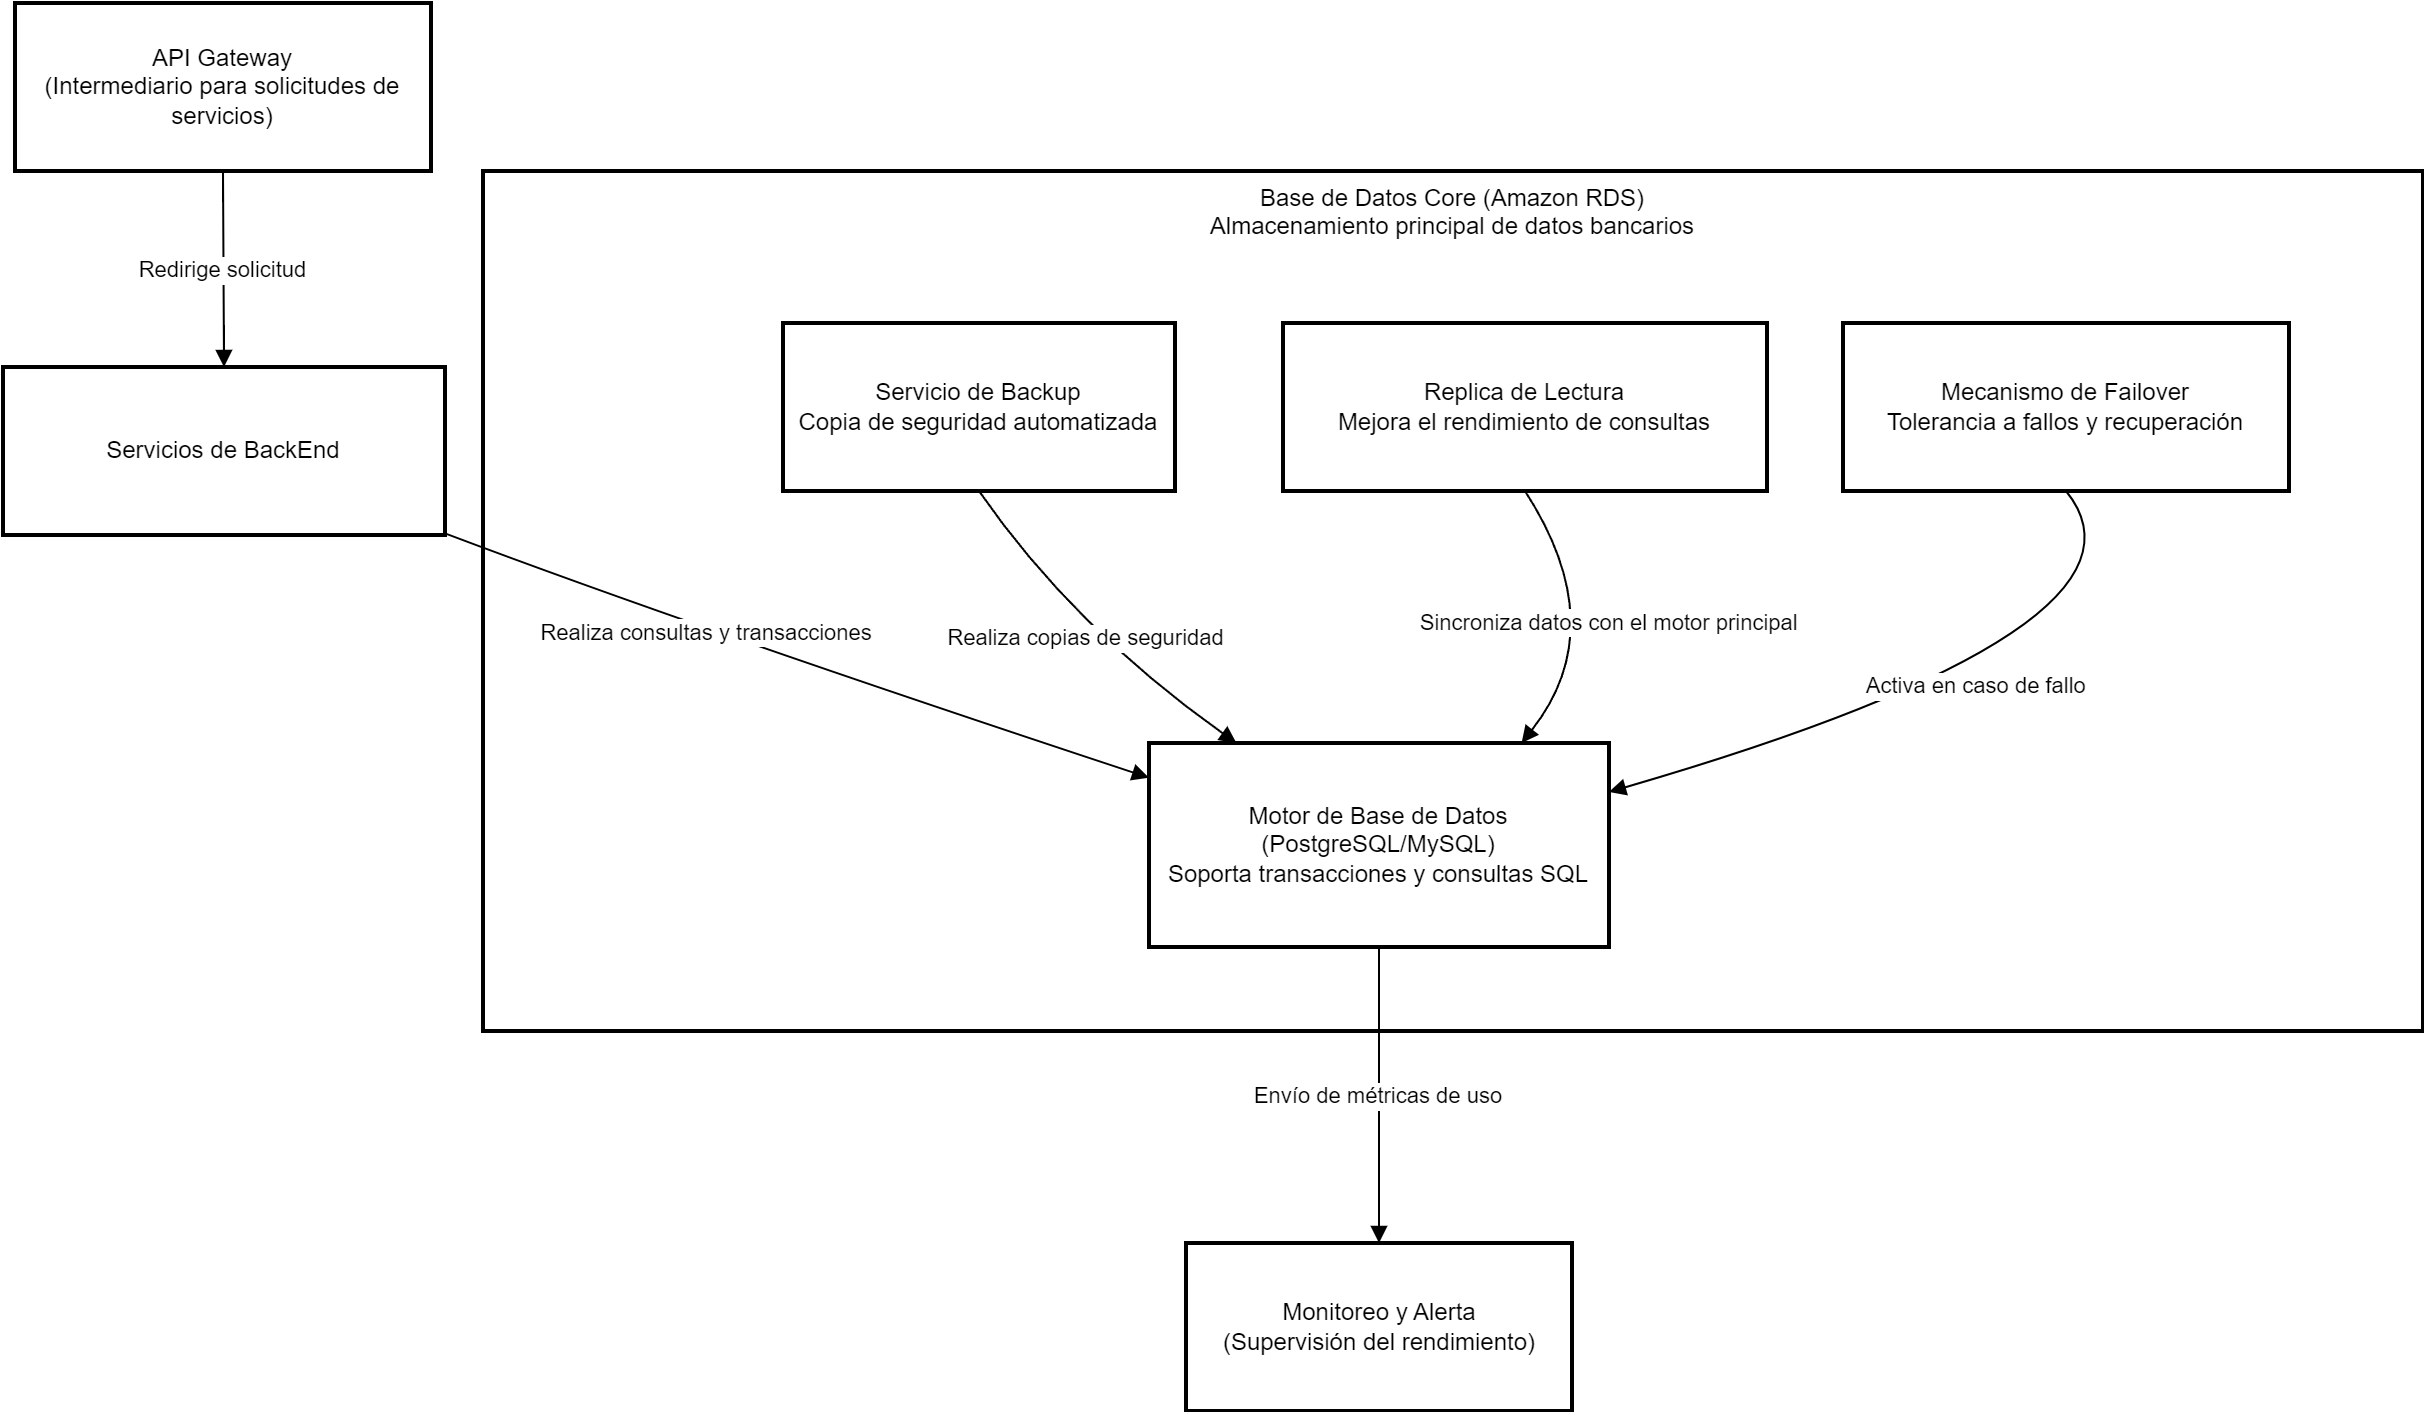 API Gateway
(Intermediario para solicitudes de
servicios)
Redirige solicitud
Servicios de BackEnd
Base de Datos Core (Amazon RDS)
Almacenamiento principal de datos bancarios
Servicio de Backup
Copia de seguridad automatizada
Replica de Lectura
Mejora el rendimiento de consultas
Mecanismo de Failover
Tolerancia a fallos y recuperación
Realiza consultas y transacciones
Realiza copias de seguridad
Sincroniza datos con el motor principal
Activa en caso de fallo
Motor de Base de Datos
(PostgreSQL/MySQL)
Soporta transacciones y consultas SQL
Envío de métricas de uso
Monitoreo y Alerta
(Supervisión del rendimiento)